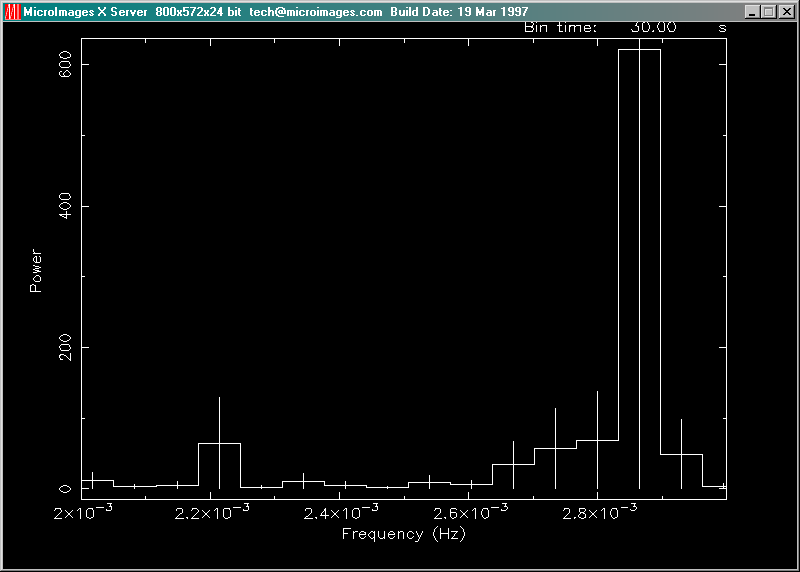 MicroImages X Server 800x572x24 bit tech@microimages.com Build Date: 19 Mar 1997
Bin time: 30.00 s
600
400
200
0
Power
2×10⁻³ 2.2×10⁻³ 2.4×10⁻³ 2.6×10⁻³ 2.8×10⁻³
Frequency (Hz)